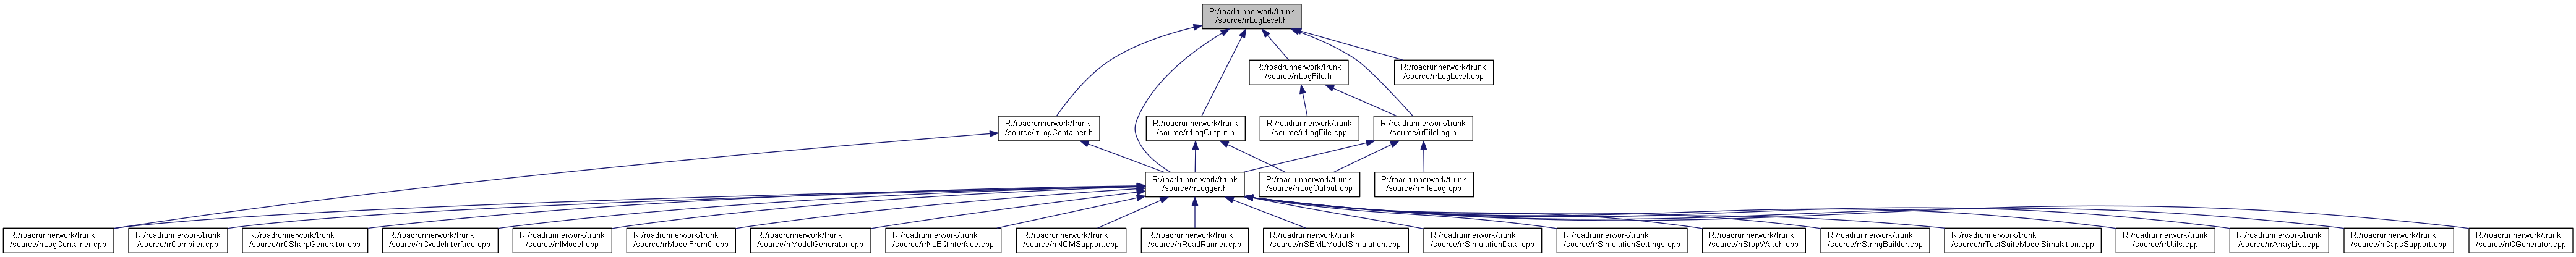 R:/roadrunnerwork/trunk
/source/rrLogLevel.h
R:/roadrunnerwork/trunk
/source/rrLogFile.h
R:/roadrunnerwork/trunk
/source/rrLogLevel.cpp
R:/roadrunnerwork/trunk
/source/rrLogContainer.h
R:/roadrunnerwork/trunk
/source/rrLogOutput.h
R:/roadrunnerwork/trunk
/source/rrLogFile.cpp
R:/roadrunnerwork/trunk
/source/rrFileLog.h
R:/roadrunnerwork/trunk
/source/rrLogger.h
R:/roadrunnerwork/trunk
/source/rrLogOutput.cpp
R:/roadrunnerwork/trunk
/source/rrFileLog.cpp
R:/roadrunnerwork/trunk
/source/rrLogContainer.cpp
R:/roadrunnerwork/trunk
/source/rrCompiler.cpp
R:/roadrunnerwork/trunk
/source/rrCSharpGenerator.cpp
R:/roadrunnerwork/trunk
/source/rrCvodeInterface.cpp
R:/roadrunnerwork/trunk
/source/rrIModel.cpp
R:/roadrunnerwork/trunk
/source/rrModelFromC.cpp
R:/roadrunnerwork/trunk
/source/rrModelGenerator.cpp
R:/roadrunnerwork/trunk
/source/rrNLEQInterface.cpp
R:/roadrunnerwork/trunk
/source/rrNOMSupport.cpp
R:/roadrunnerwork/trunk
/source/rrRoadRunner.cpp
R:/roadrunnerwork/trunk
/source/rrSBMLModelSimulation.cpp
R:/roadrunnerwork/trunk
/source/rrSimulationData.cpp
R:/roadrunnerwork/trunk
/source/rrSimulationSettings.cpp
R:/roadrunnerwork/trunk
/source/rrStopWatch.cpp
R:/roadrunnerwork/trunk
/source/rrStringBuilder.cpp
R:/roadrunnerwork/trunk
/source/rrTestSuiteModelSimulation.cpp
R:/roadrunnerwork/trunk
/source/rrUtils.cpp
R:/roadrunnerwork/trunk
/source/rrArrayList.cpp
R:/roadrunnerwork/trunk
/source/rrCapsSupport.cpp
R:/roadrunnerwork/trunk
/source/rrCGenerator.cpp